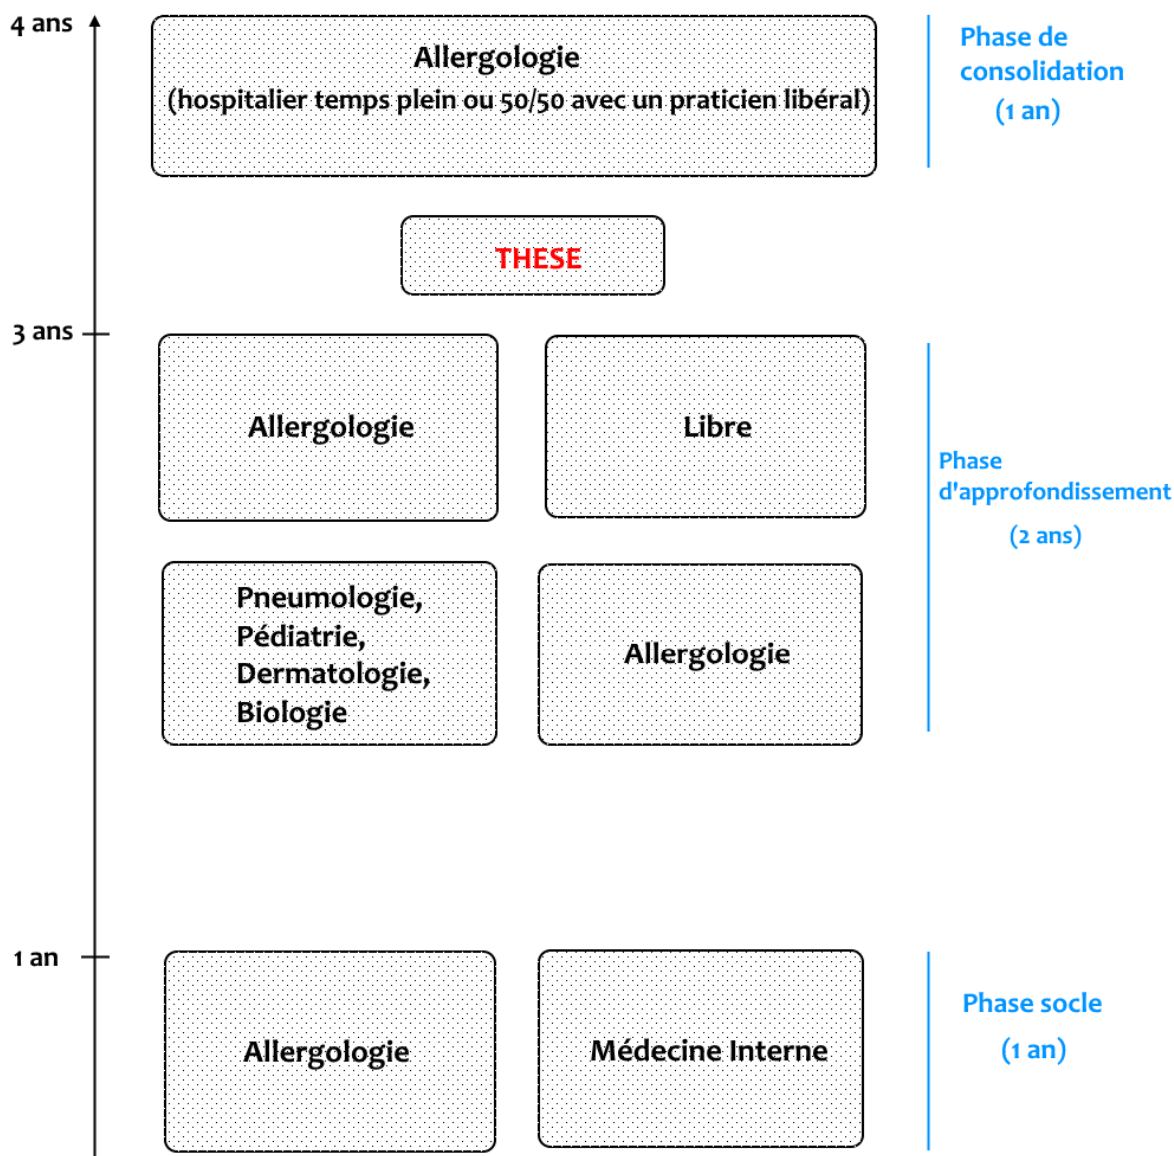 4 ans
Allergologie
(hospitalier temps plein ou 50/50 avec un praticien libéral)
Phase de
consolidation
(1 an)
THESE
3 ans
Allergologie
Libre
Phase
d'approfondissement
(2 ans)
Pneumologie,
Pédiatrie,
Dermatologie,
Biologie
Allergologie
1 an
Allergologie
Médecine Interne
Phase socle
(1 an)